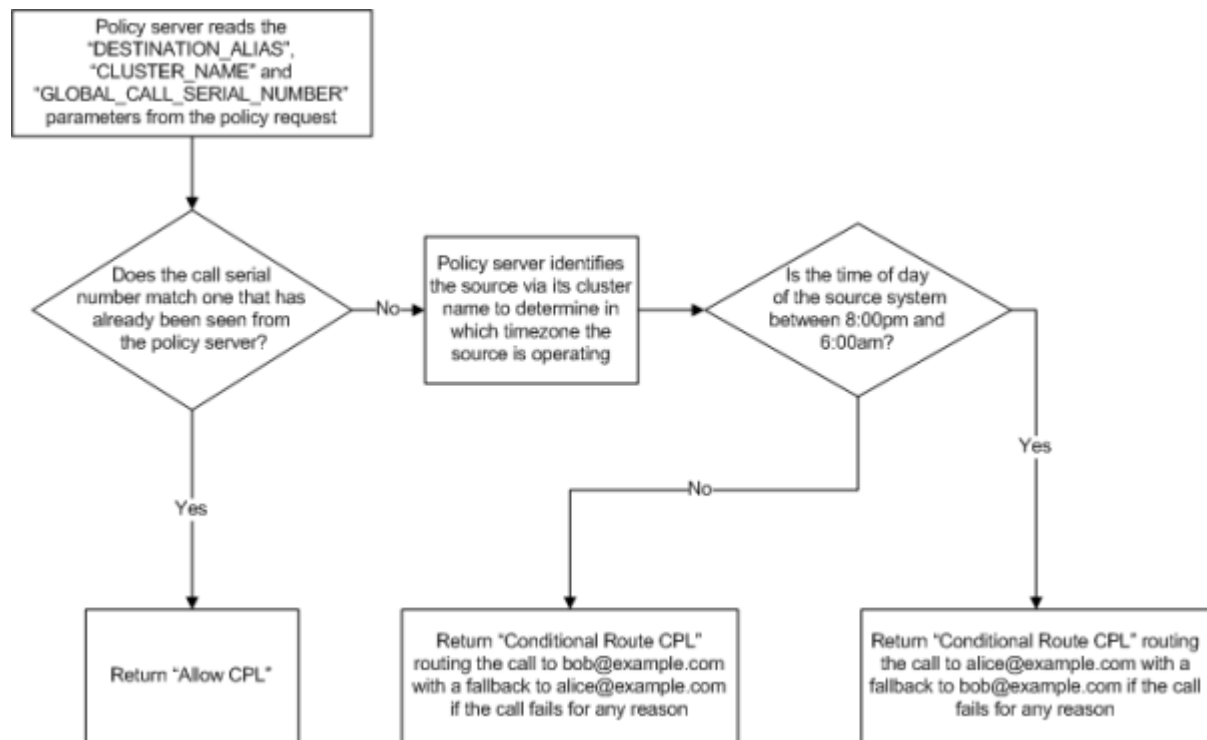 Policy server reads the
“DESTINATION_ALIAS”,
“CLUSTER_NAME” and
“GLOBAL_CALL_SERIAL_NUMBER”
parameters from the policy request
Does the call serial
number match one that has
already been seen from
the policy server?
No
Policy server identifies
the source via its cluster
name to determine in
which timezone the
source is operating
Is the time of day
of the source system
between 8:00pm and
6:00am?
Yes
No
Yes
Return “Allow CPL”
Return “Conditional Route CPL”
routing the call to bob@example.com
with a fallback to alice@example.com
if the call fails for any reason
Return “Conditional Route CPL” routing
the call to alice@example.com with a
fallback to bob@example.com if the call
fails for any reason